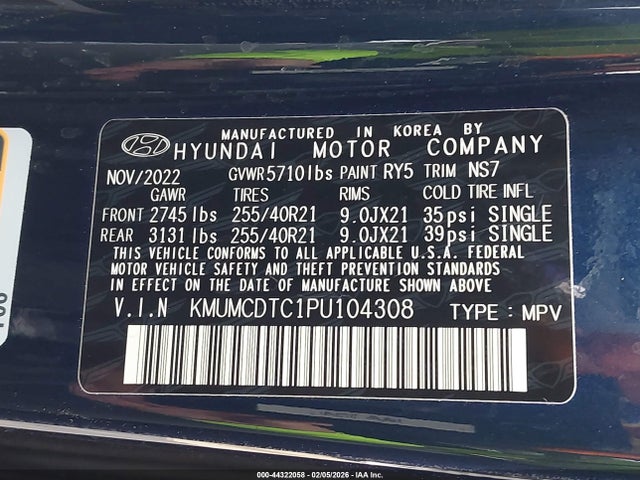 MANUFACTURED IN KOREA BY
HYUNDAI MOTOR COMPANY
NOV/2022 GVWR 5710lbs PAINT RY5 TRIM NS7
GAWR TIRES RIMS COLD TIRE INFL
FRONT 2745 lbs 255/40R21 9.0JX21 35psi SINGLE
REAR 3131 lbs 255/40R21 9.0JX21 39psi SINGLE
THIS VEHICLE CONFORMS TO ALL APPLICABLE U.S.A. FEDERAL
MOTOR VEHICLE SAFETY AND THEFT PREVENTION STANDARDS
IN EFFECT ON THE DATE OF MANUFACTURE SHOWN ABOVE
V.I.N KMUMCDTC1PU104308 TYPE : MPV
000-44322058 - 02/05/2026 - IAA Inc.